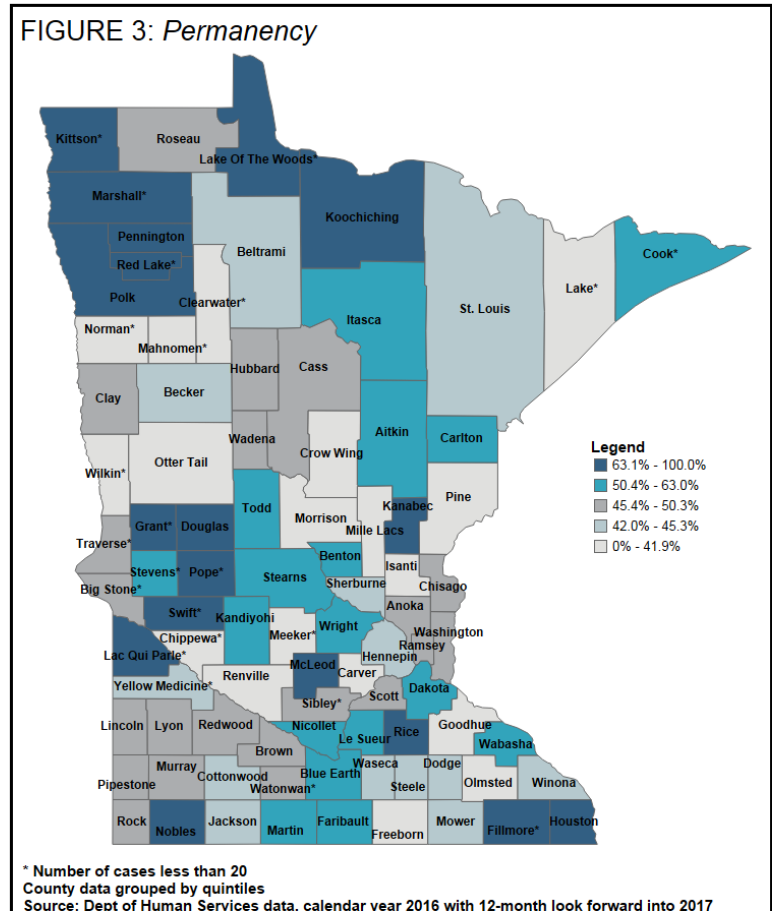 FIGURE 3: Permanency
Kittson*
Roseau
Lake Of The Woods*
Marshall*
Koochiching
Pennington
Beltrami
Red Lake*
Cook*
Polk
Clearwater*
Lake*
St. Louis
Itasca
Norman*
Mahnomen*
Hubbard
Cass
Clay
Becker
Aitkin
Wadena
Carlton
Crow Wing
Otter Tail
Wilkin*
Pine
Todd
Kanabec
Morrison
Grant*
Douglas
Mille Lacs
Traverse*
Benton
Isanti
Stevens*
Pope*
Stearns
Sherburne
Chisago
Big Stone*
Anoka
Swift*
Kandiyohi
Wright
Washington
Chippewa*
Meeker*
Ramsey
Lac Qui Parle*
Hennepin
McLeod
Carver
Renville
Yellow Medicine*
Dakota
Scott
Sibley*
Lincoln
Lyon
Redwood
Nicollet
Goodhue
Rice
Le Sueur
Wabasha
Brown
Murray
Waseca
Dodge
Pipestone
Cottonwood
Blue Earth
Watonwan*
Steele
Olmsted
Winona
Rock
Nobles
Jackson
Martin
Faribault
Freeborn
Mower
Fillmore*
Houston
Legend
63.1% - 100.0%
50.4% - 63.0%
45.4% - 50.3%
42.0% - 45.3%
0% - 41.9%
* Number of cases less than 20
County data grouped by quintiles
Source: Dept of Human Services data, calendar year 2016 with 12-month look forward into 2017